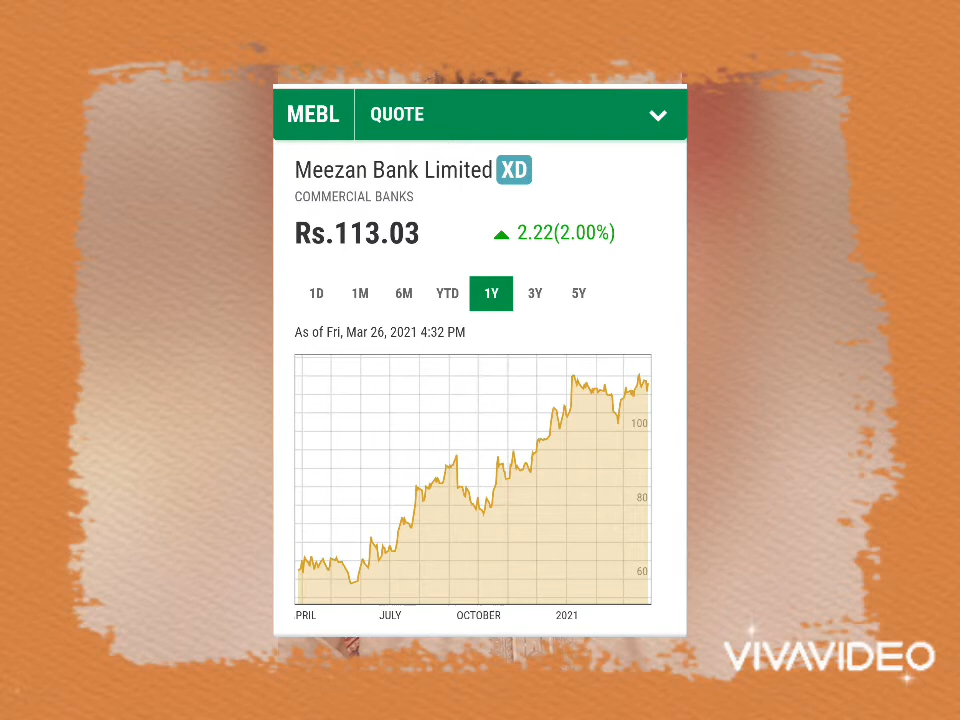 MEBL QUOTE
Meezan Bank Limited XD
COMMERCIAL BANKS
Rs.113.03 2.22(2.00%)
1D 1M 6M YTD 1Y 3Y 5Y
As of Fri, Mar 26, 2021 4:32 PM
100
80
60
PRIL JULY OCTOBER 2021
VIVAVIDEO